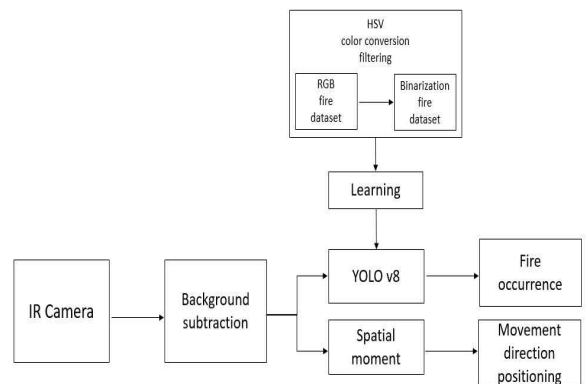 HSV
color conversion
filtering
RGB
fire
dataset
Binarization
fire
dataset
Learning
IR Camera
Background
subtraction
YOLO v8
Fire
occurrence
Spatial
moment
Movement
direction
positioning